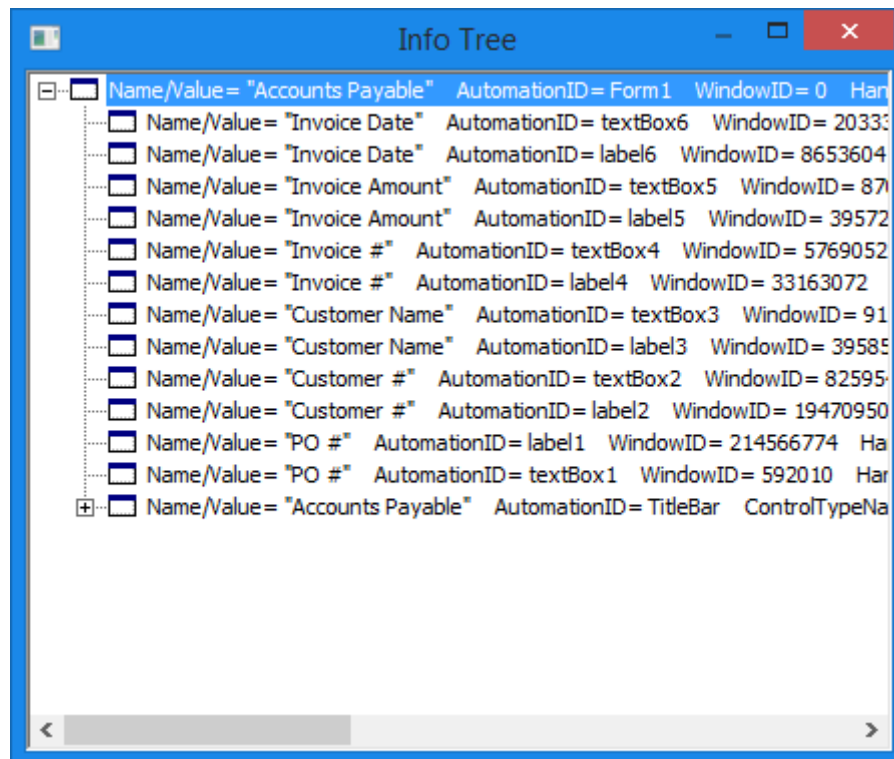 Info Tree
Name/Value= "Accounts Payable" AutomationID= Form1 WindowID= 0 Han
Name/Value= "Invoice Date" AutomationID= textBox6 WindowID= 20333
Name/Value= "Invoice Date" AutomationID= label6 WindowID= 8653604
Name/Value= "Invoice Amount" AutomationID= textBox5 WindowID= 870
Name/Value= "Invoice Amount" AutomationID= label5 WindowID= 39572
Name/Value= "Invoice #" AutomationID= textBox4 WindowID= 5769052
Name/Value= "Invoice #" AutomationID= label4 WindowID= 33163072
Name/Value= "Customer Name" AutomationID= textBox3 WindowID= 91
Name/Value= "Customer Name" AutomationID= label3 WindowID= 39585
Name/Value= "Customer #" AutomationID= textBox2 WindowID= 82595
Name/Value= "Customer #" AutomationID= label2 WindowID= 19470950
Name/Value= "PO #" AutomationID= label1 WindowID= 214566774 Ha
Name/Value= "PO #" AutomationID= textBox1 WindowID= 592010 Har
Name/Value= "Accounts Payable" AutomationID= TitleBar ControlTypeNa